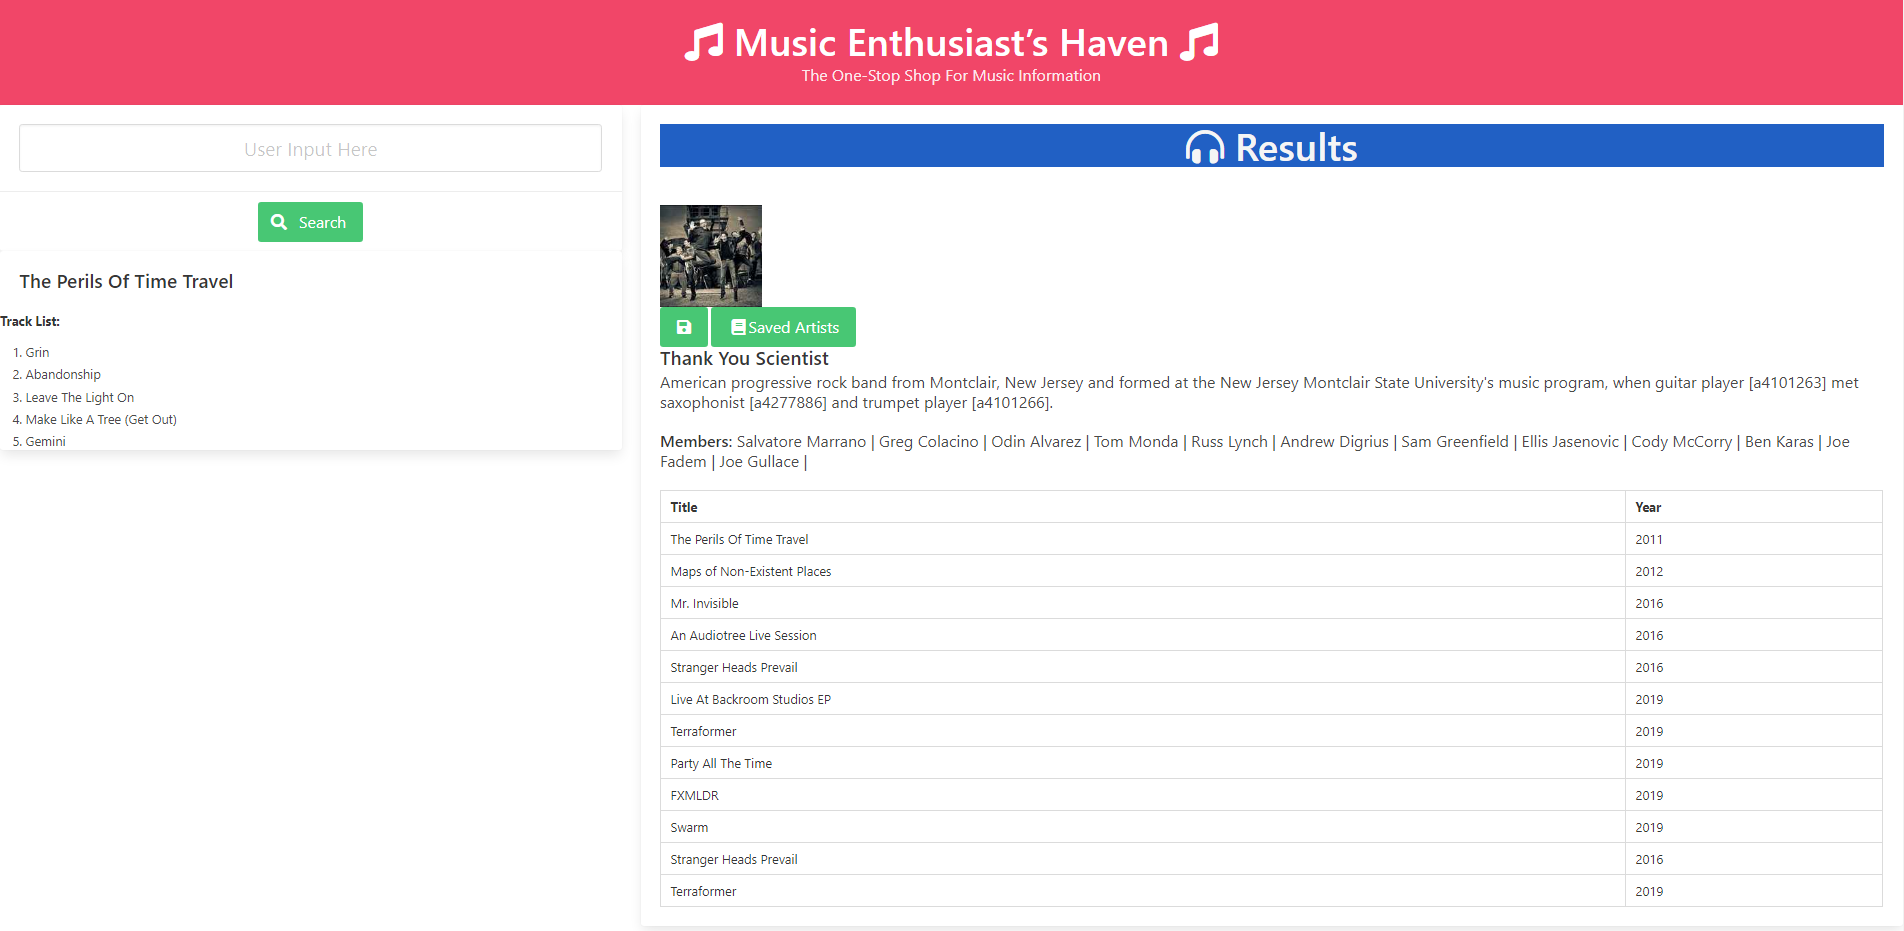 Music Enthusiast’s Haven
The One-Stop Shop For Music Information
User Input Here
Search
The Perils Of Time Travel
Track List:
1. Grin
2. Abandonship
3. Leave The Light On
4. Make Like A Tree (Get Out)
5. Gemini
Results
Saved Artists
Thank You Scientist
American progressive rock band from Montclair, New Jersey and formed at the New Jersey Montclair State University's music program, when guitar player [a4101263] met
saxophonist [a4277886] and trumpet player [a4101266].
Members: Salvatore Marrano | Greg Colacino | Odin Alvarez | Tom Monda | Russ Lynch | Andrew Digrius | Sam Greenfield | Ellis Jasenovic | Cody McCorry | Ben Karas | Joe
Fadem | Joe Gullace |
Title Year
The Perils Of Time Travel 2011
Maps of Non-Existent Places 2012
Mr. Invisible 2016
An Audiotree Live Session 2016
Stranger Heads Prevail 2016
Live At Backroom Studios EP 2019
Terraformer 2019
Party All The Time 2019
FXMLDR 2019
Swarm 2019
Stranger Heads Prevail 2016
Terraformer 2019